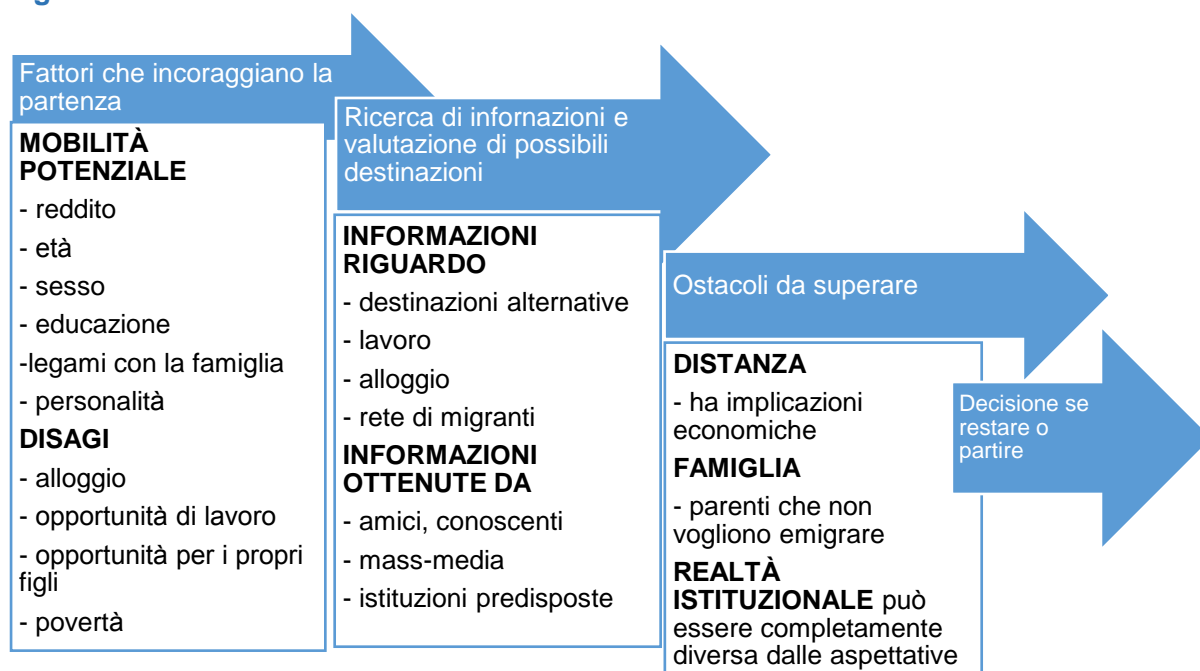 Fattori che incoraggiano la
partenza
MOBILITÀ
POTENZIALE
- reddito
- età
- sesso
- educazione
-legami con la famiglia
- personalità
DISAGI
- alloggio
- opportunità di lavoro
- opportunità per i propri
figli
- povertà
Ricerca di infornazioni e
valutazione di possibili
destinazioni
INFORMAZIONI
RIGUARDO
- destinazioni alternative
- lavoro
- alloggio
- rete di migranti
INFORMAZIONI
OTTENUTE DA
- amici, conoscenti
- mass-media
- istituzioni predisposte
Ostacoli da superare
DISTANZA
- ha implicazioni
economiche
FAMIGLIA
- parenti che non
vogliono emigrare
REALTÀ
ISTITUZIONALE può
essere completamente
diversa dalle aspettative
Decisione se
restare o
partire